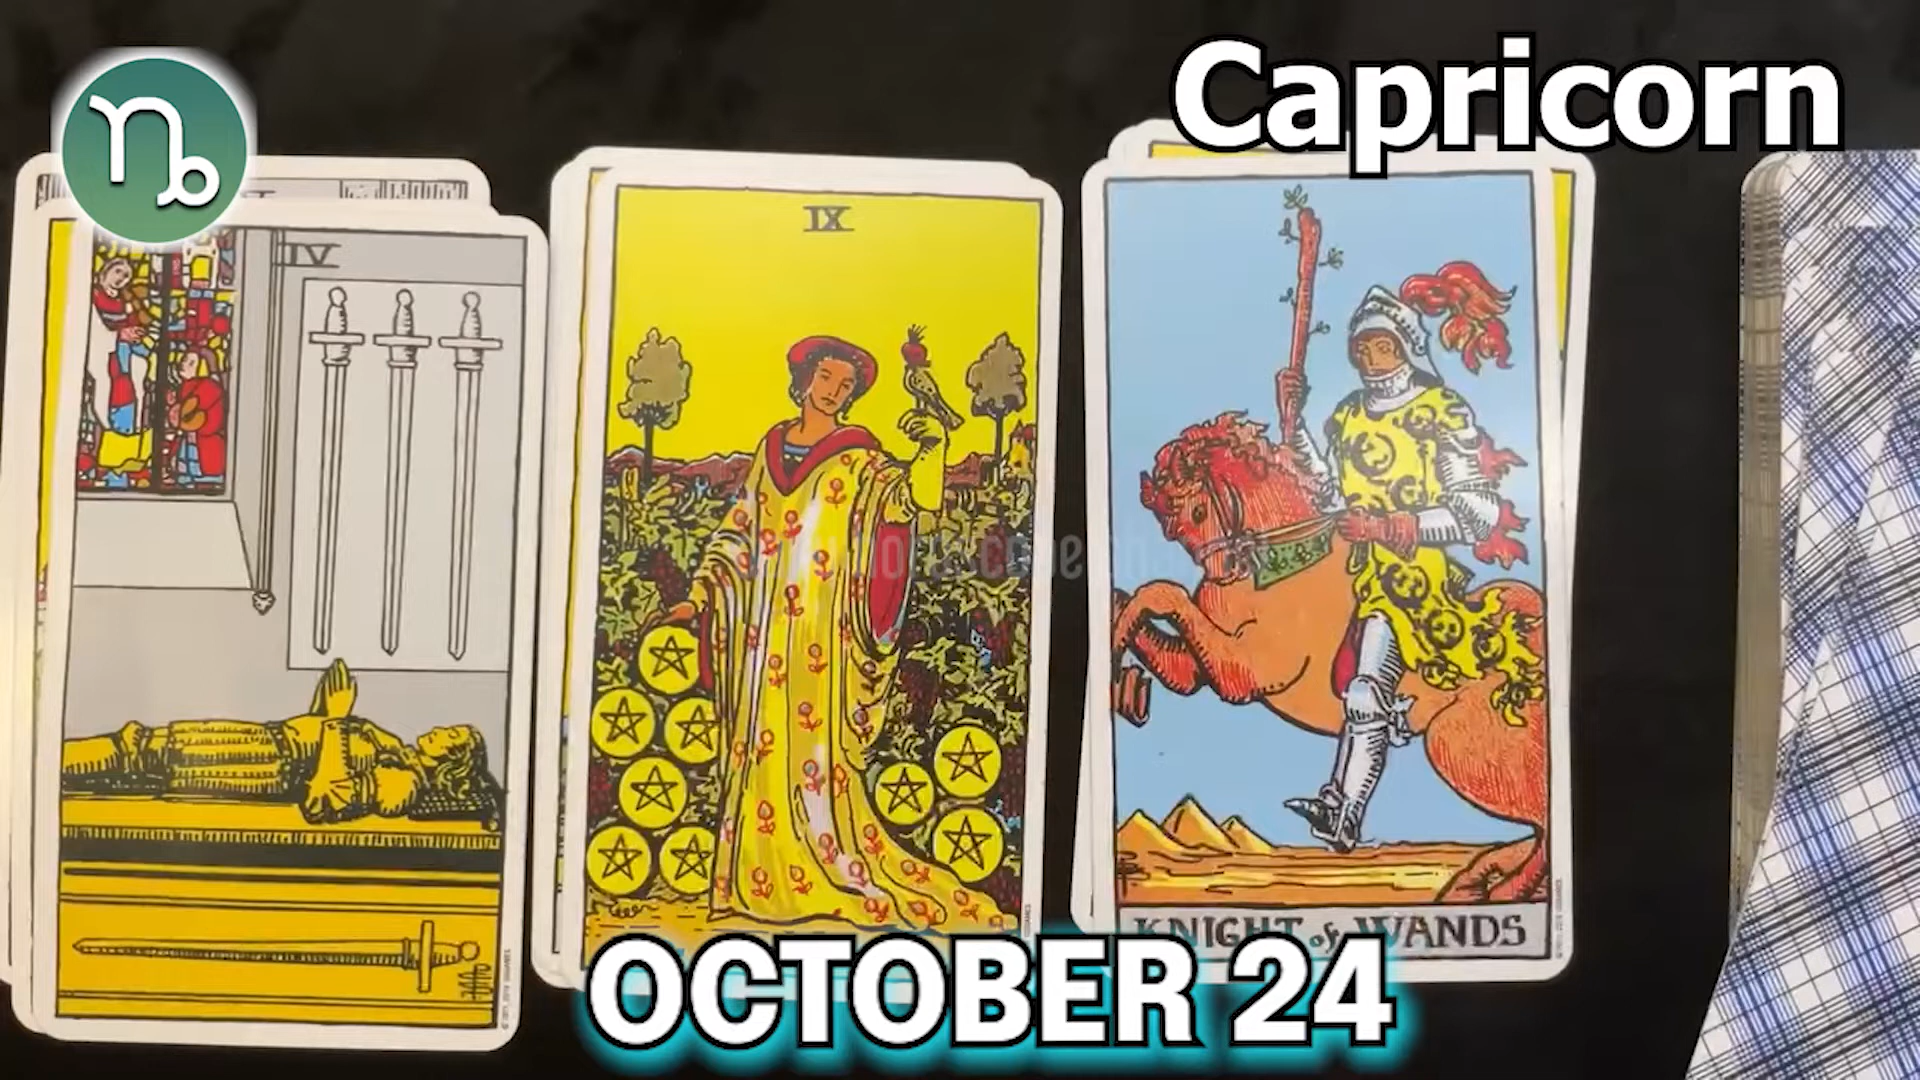 Capricorn
IV
IX
KNIGHT of WANDS
OCTOBER 24